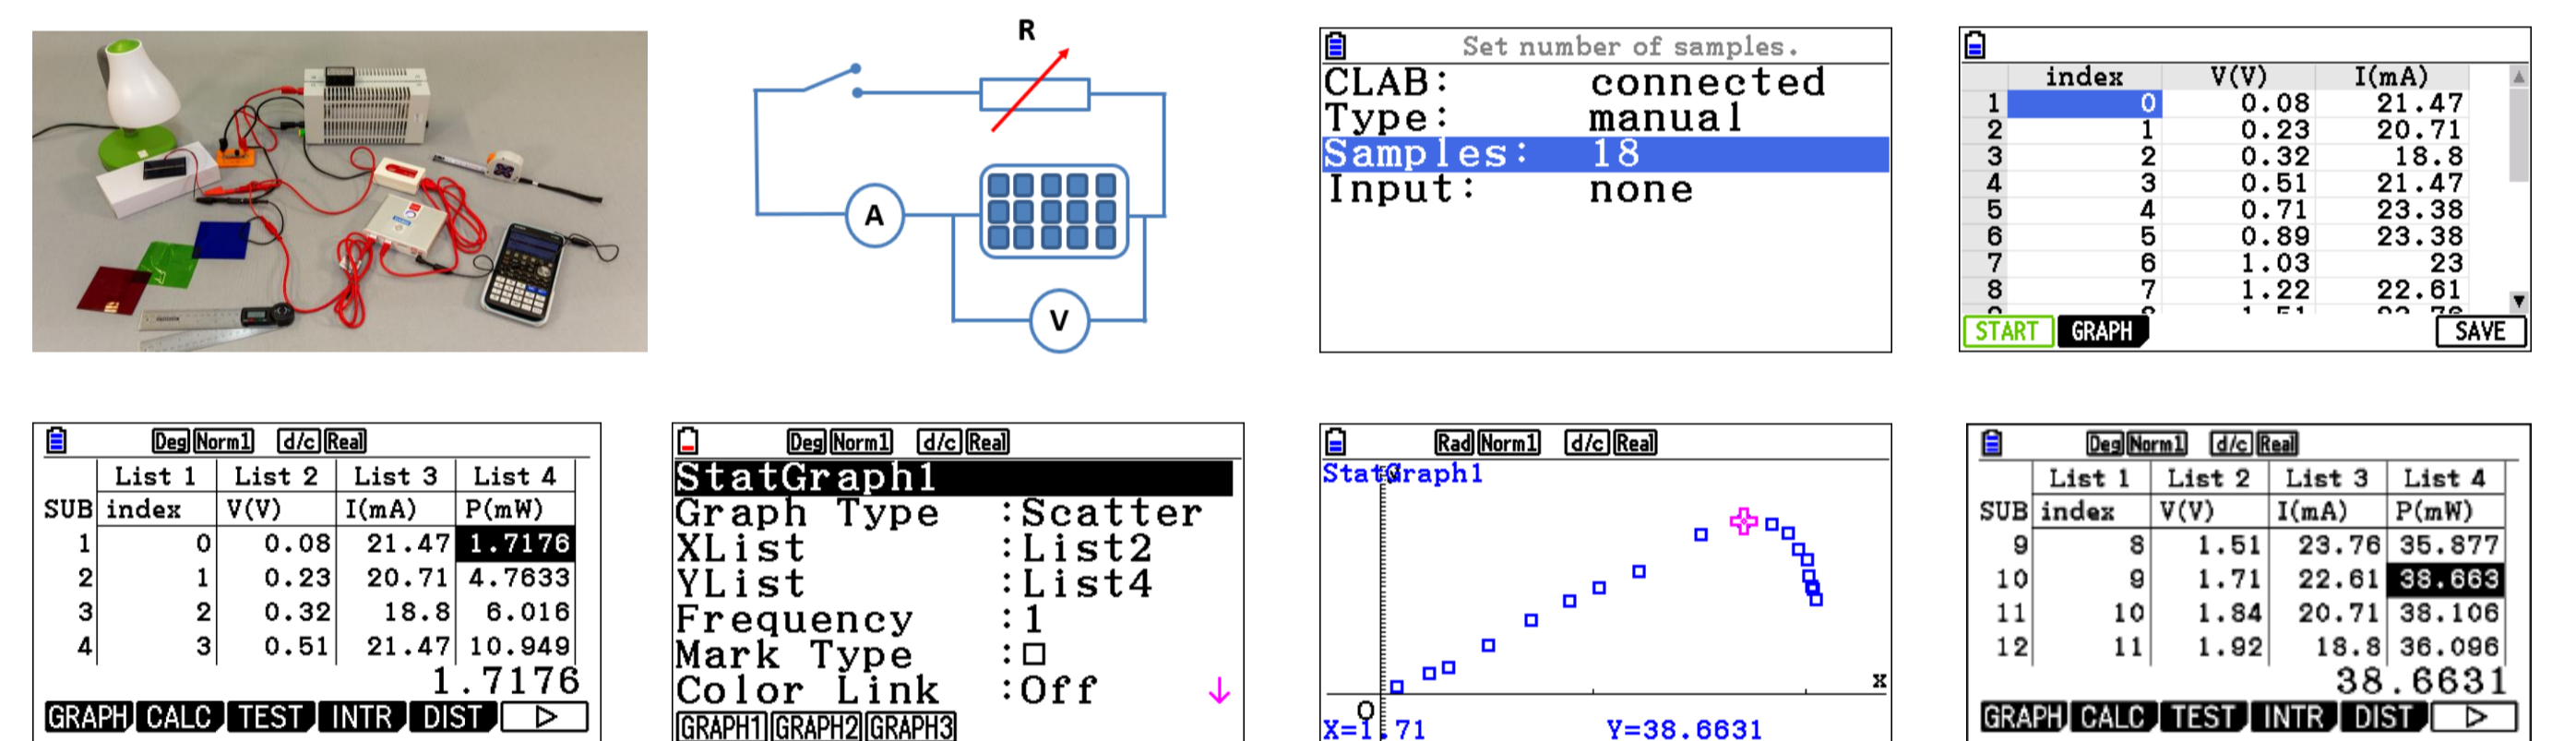 R
A
V
Set number of samples.
CLAB: connected
Type: manual
Samples: 18
Input: none
index V(V) I(mA)
1 0 0.08 21.47
2 1 0.23 20.71
3 2 0.32 18.8
4 3 0.51 21.47
5 4 0.71 23.38
6 5 0.89 23.38
7 6 1.03 23
8 7 1.22 22.61
START GRAPH SAVE
Deg Norm1 d/c Real
List 1 List 2 List 3 List 4
SUB index V(V) I(mA) P(mW)
1 0 0.08 21.47 1.7176
2 1 0.23 20.71 4.7633
3 2 0.32 18.8 6.016
4 3 0.51 21.47 10.949
1.7176
GRAPH CALC TEST INTR DIST
Deg Norm1 d/c Real
StatGraph1
Graph Type :Scatter
XList :List2
YList :List4
Frequency :1
Mark Type :
Color Link :Off
GRAPH1 GRAPH2 GRAPH3
Rad Norm1 d/c Real
StatGraph1
x
O
X=1.71 Y=38.6631
Deg Norm1 d/c Real
List 1 List 2 List 3 List 4
SUB index V(V) I(mA) P(mW)
9 8 1.51 23.76 35.877
10 9 1.71 22.61 38.663
11 10 1.84 20.71 38.106
12 11 1.92 18.8 36.096
38.6631
GRAPH CALC TEST INTR DIST